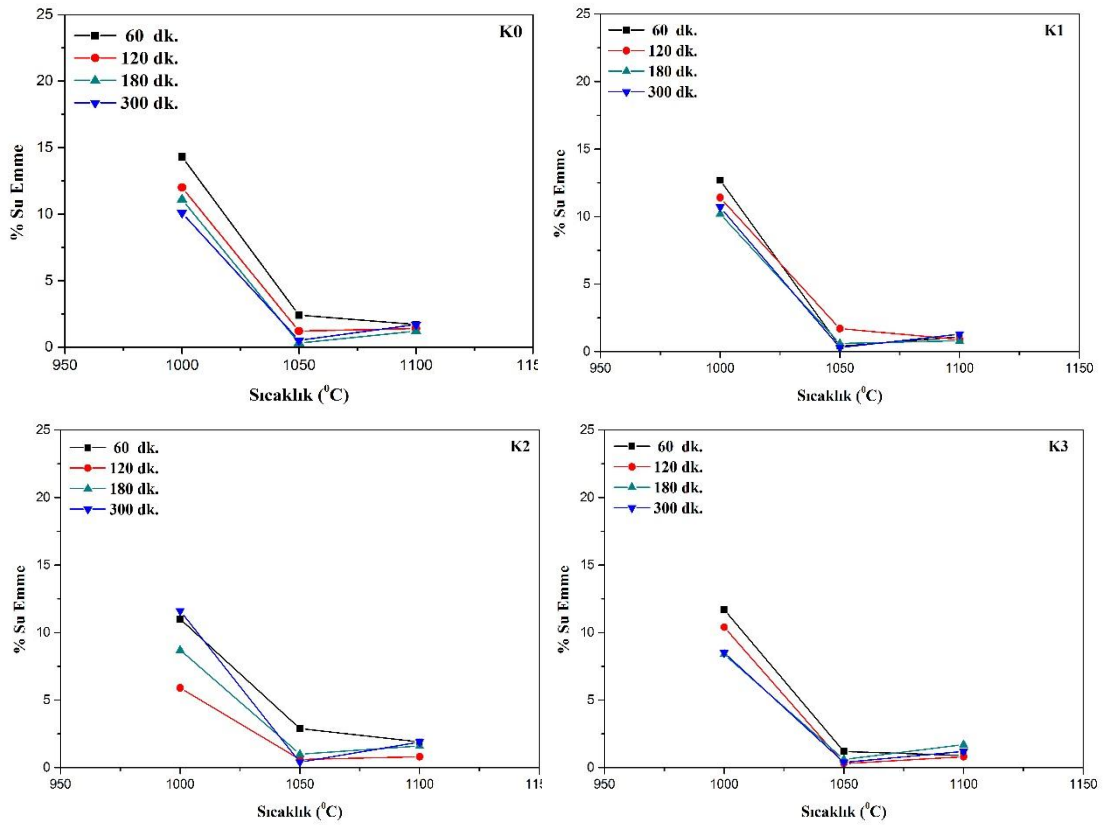 K0
60 dk.
120 dk.
180 dk.
300 dk.
25
20
15
10
5
0
% Su Emme
950
1000
1050
1100
115
Sıcaklık (⁰C)
K1
60 dk.
120 dk.
180 dk.
300 dk.
25
20
15
10
5
0
% Su Emme
950
1000
1050
1100
1150
Sıcaklık (⁰C)
K2
60 dk.
120 dk.
180 dk.
300 dk.
25
20
15
10
5
0
% Su Emme
950
1000
1050
1100
115
Sıcaklık (⁰C)
K3
60 dk.
120 dk.
180 dk.
300 dk.
25
20
15
10
5
0
% Su Emme
950
1000
1050
1100
1150
Sıcaklık (⁰C)